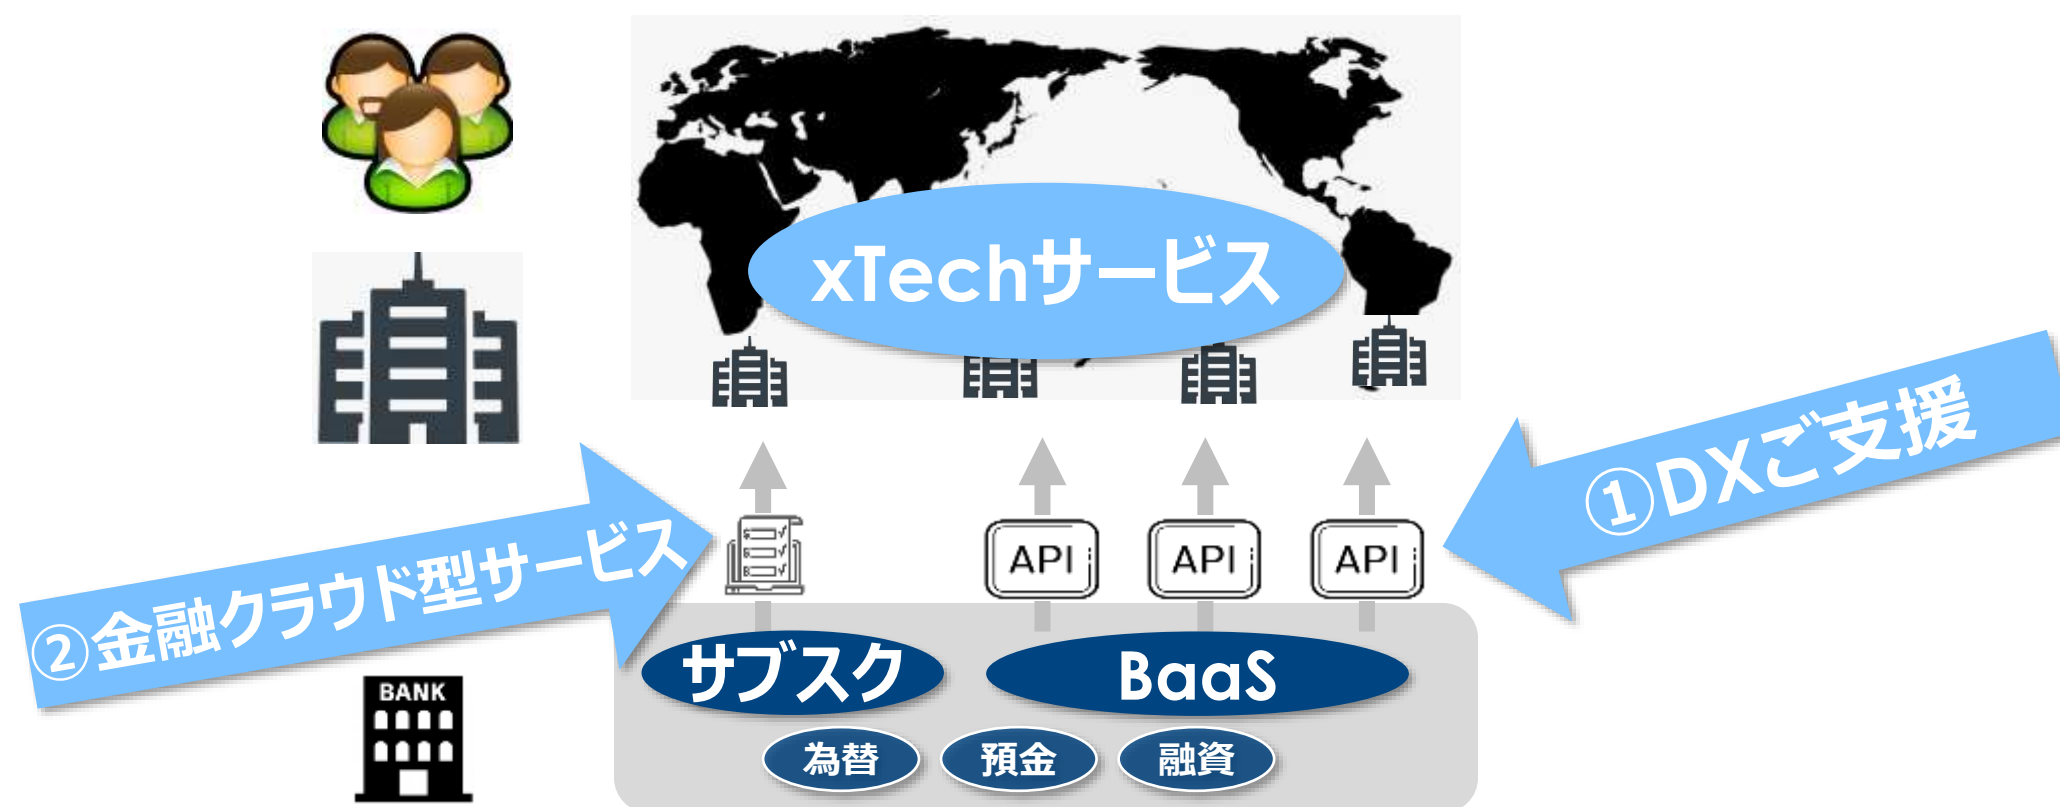 xTechサービス
①DXご支援
②金融クラウド型サービス
API
API
API
サブスク
BaaS
BANK
為替
預金
融資